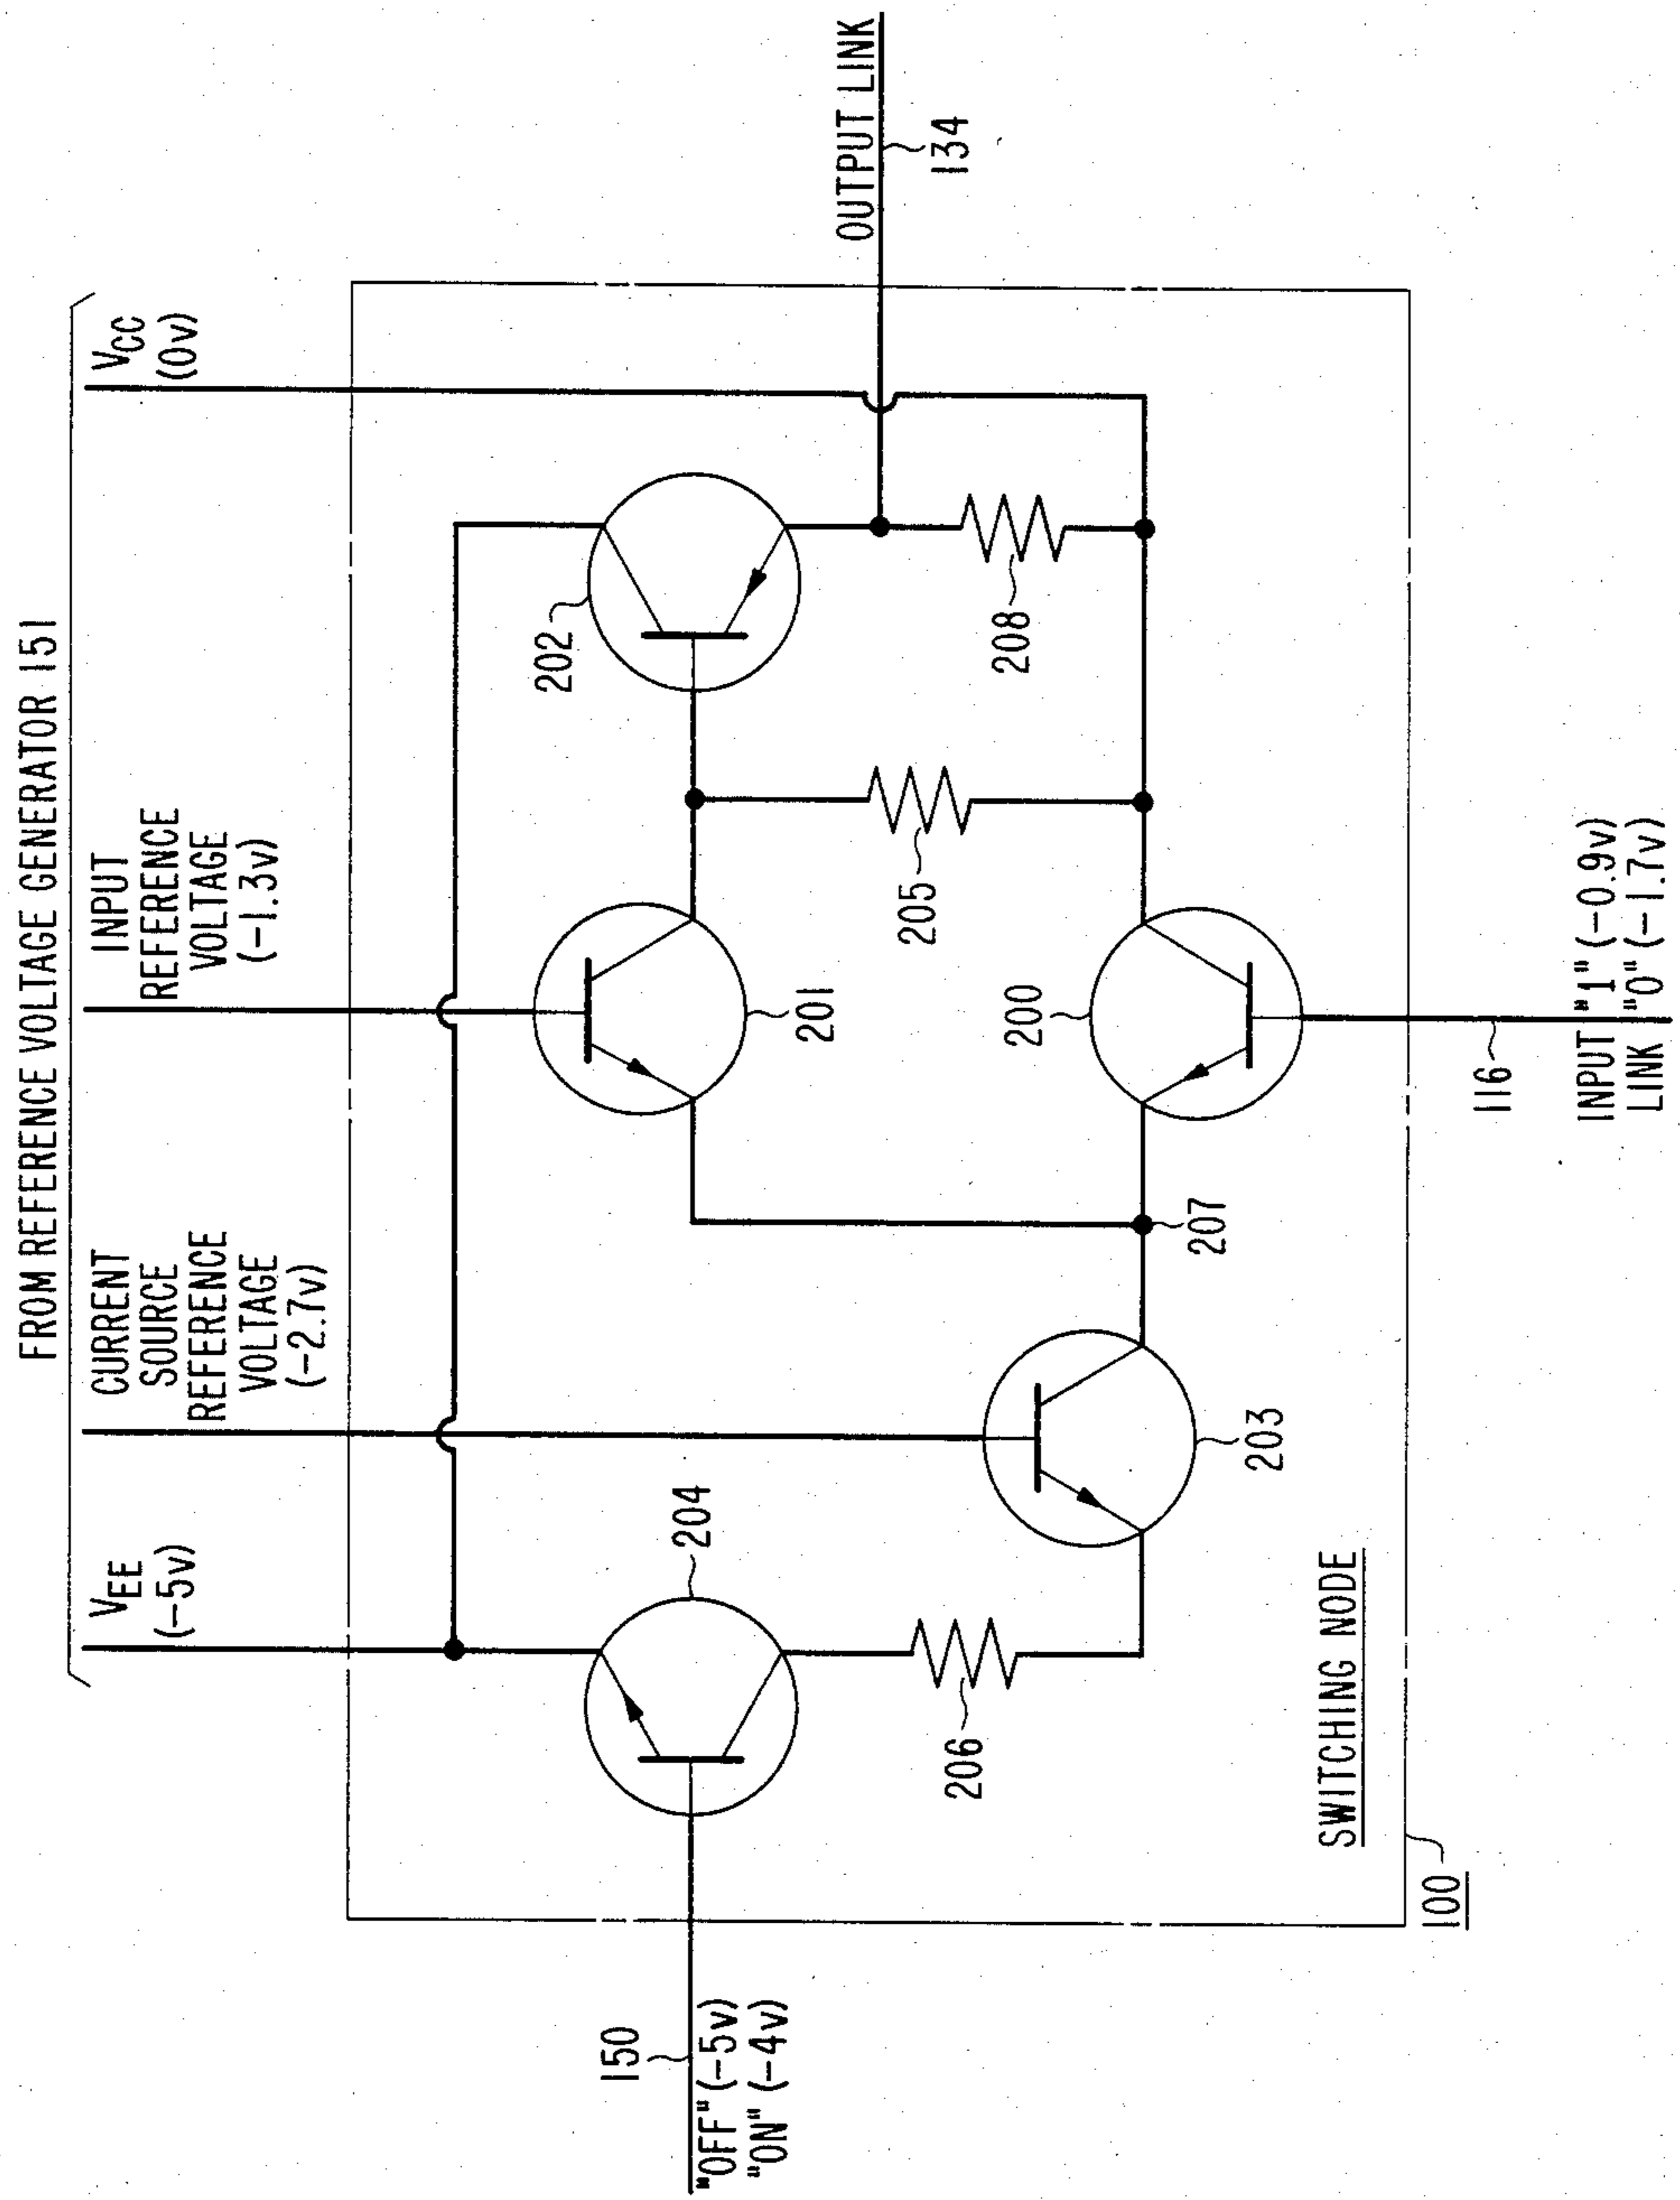 FROM REFERENCE VOLTAGE GENERATOR 151
VEE
(-5v)
CURRENT
SOURCE
REFERENCE
VOLTAGE
(-2.7v)
INPUT
REFERENCE
VOLTAGE
(-1.3v)
VCC
(0v)
204
202
201
206
203
205
208
200
207
OUTPUT LINK
134
150
"OFF" (-5v)
"ON" (-4v)
SWITCHING NODE
100
116
INPUT "1" (-0.9v)
LINK "0" (-1.7v)